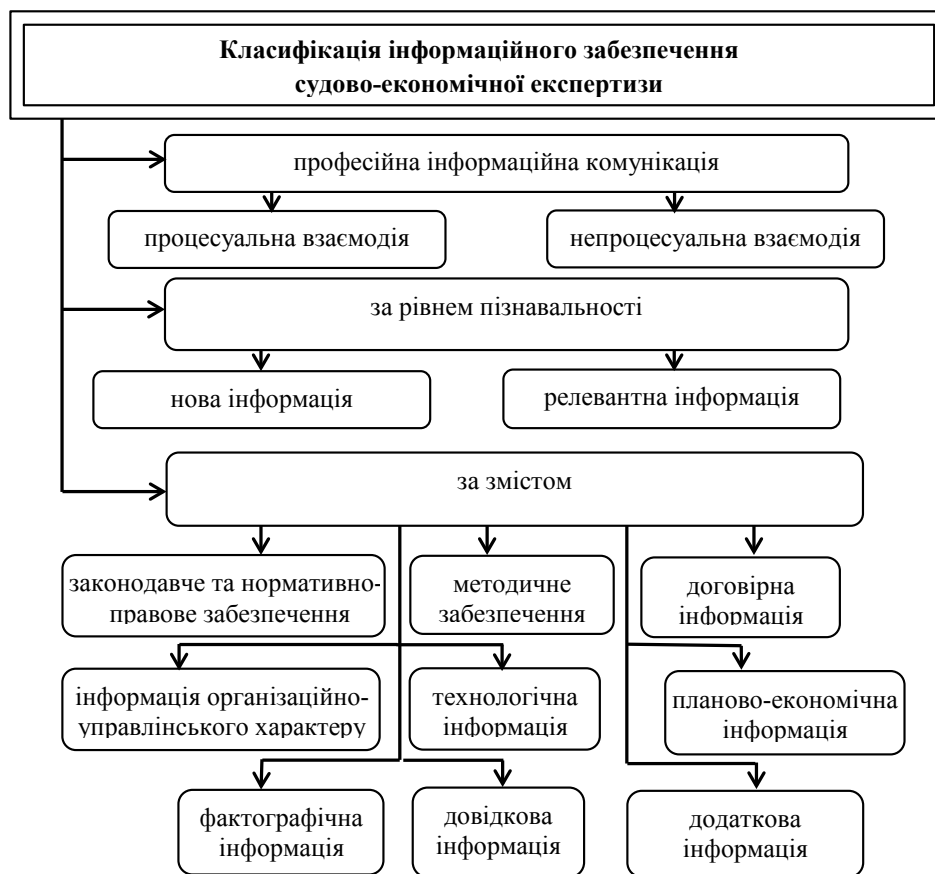 Класифікація інформаційного забезпечення
судово-економічної експертизи
професійна інформаційна комунікація
процесуальна взаємодія
непроцесуальна взаємодія
за рівнем пізнавальності
нова інформація
релевантна інформація
за змістом
законодавче та нормативно-
правове забезпечення
методичне
забезпечення
договірна
інформація
інформація організаційно-
управлінського характеру
технологічна
інформація
планово-економічна
інформація
фактографічна
інформація
довідкова
інформація
додаткова
інформація